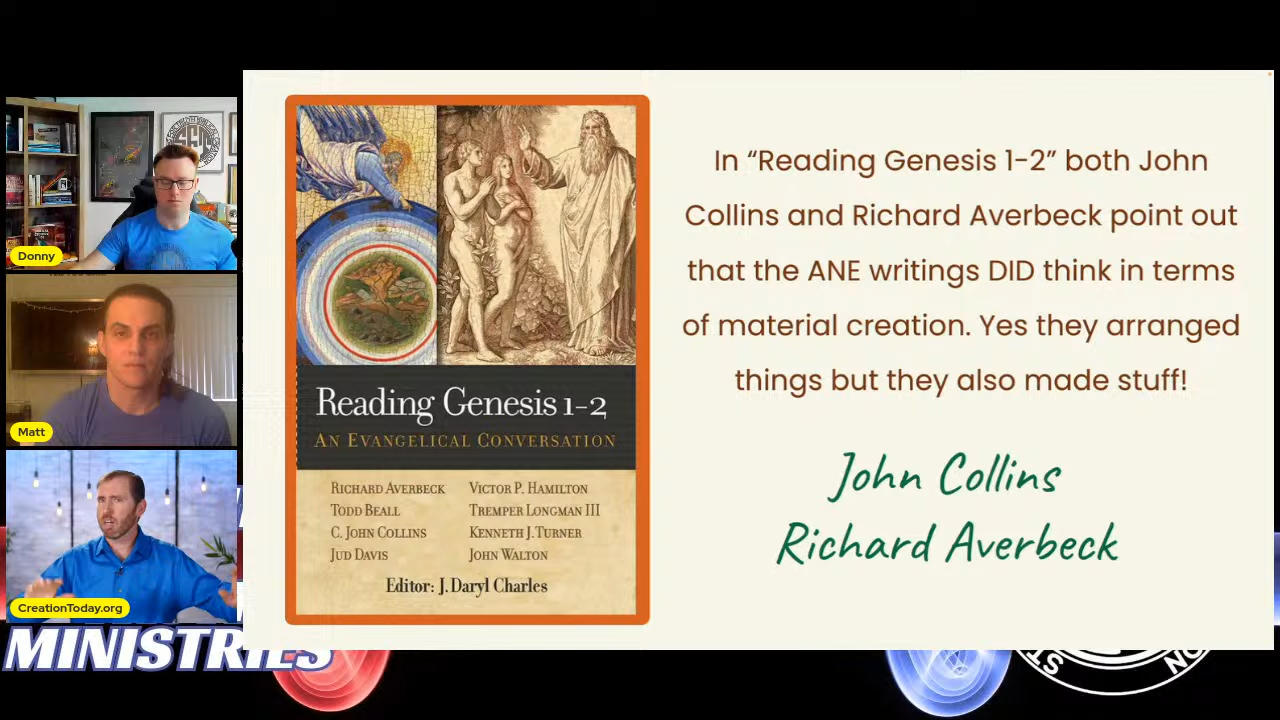 Donny
Matt
CreationToday.org
MINISTRIES
Reading Genesis 1-2
AN EVANGELICAL CONVERSATION
RICHARD AVERBECK
TODD BEALL
C. JOHN COLLINS
JUD DAVIS
VICTOR P. HAMILTON
TREMPER LONGMAN III
KENNETH J. TURNER
JOHN WALTON
Editor: J. DARYL CHARLES
In “Reading Genesis 1-2” both John
Collins and Richard Averbeck point out
that the ANE writings DID think in terms
of material creation. Yes they arranged
things but they also made stuff!
John Collins
Richard Averbeck